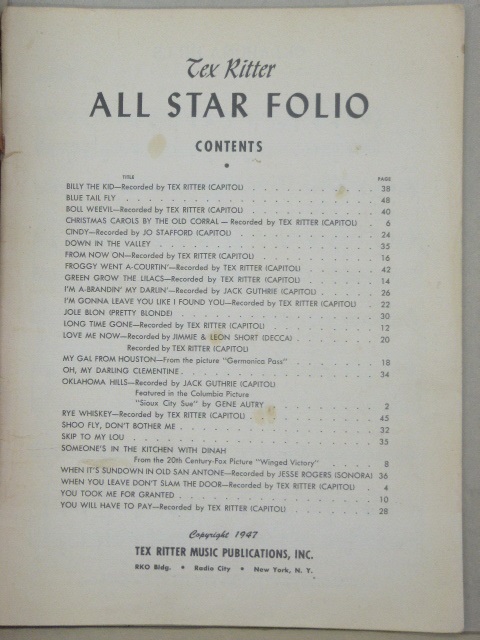 Tex Ritter
ALL STAR FOLIO
CONTENTS
TITLE PAGE
BILLY THE KID—Recorded by TEX RITTER (CAPITOL) . . . . . . . . . . 38
BLUE TAIL FLY . . . . . . . . . . 48
BOLL WEEVIL—Recorded by TEX RITTER (CAPITOL) . . . . . . . . . . 40
CHRISTMAS CAROLS BY THE OLD CORRAL — Recorded by TEX RITTER (CAPITOL) . . 6
CINDY—Recorded by JO STAFFORD (CAPITOL) . . . . . . . . . . 24
DOWN IN THE VALLEY . . . . . . . . . . 35
FROM NOW ON—Recorded by TEX RITTER (CAPITOL) . . . . . . . . . . 16
FROGGY WENT A-COURTIN'—Recorded by TEX RITTER (CAPITOL) . . . . . . . 42
GREEN GROW THE LILACS—Recorded by TEX RITTER (CAPITOL) . . . . . . . 14
I'M A-BRANDIN' MY DARLIN'—Recorded by JACK GUTHRIE (CAPITOL) . . . . . 26
I'M GONNA LEAVE YOU LIKE I FOUND YOU—Recorded by TEX RITTER (CAPITOL) . . 22
JOLE BLON (PRETTY BLONDE) . . . . . . . . . . 30
LONG TIME GONE—Recorded by TEX RITTER (CAPITOL) . . . . . . . . . 12
LOVE ME NOW—Recorded by JIMMIE & LEON SHORT (DECCA) . . . . . . . . 20
Recorded by TEX RITTER (CAPITOL)
MY GAL FROM HOUSTON—From the picture "Germonica Pass" . . . . . . . . 18
OH, MY DARLING CLEMENTINE . . . . . . . . . . 34
OKLAHOMA HILLS—Recorded by JACK GUTHRIE (CAPITOL)
Featured in the Columbia Picture
"Sioux City Sue" by GENE AUTRY . . . . . . . . . . 2
RYE WHISKEY—Recorded by TEX RITTER (CAPITOL) . . . . . . . . . . 45
SHOO FLY, DON'T BOTHER ME . . . . . . . . . . 32
SKIP TO MY LOU . . . . . . . . . . 35
SOMEONE'S IN THE KITCHEN WITH DINAH
From the 20th Century-Fox Picture "Winged Victory" . . . . . . 8
WHEN IT'S SUNDOWN IN OLD SAN ANTONE—Recorded by JESSE ROGERS (SONORA) 36
WHEN YOU LEAVE DON'T SLAM THE DOOR—Recorded by TEX RITTER (CAPITOL) . . 4
YOU TOOK ME FOR GRANTED . . . . . . . . . . 10
YOU WILL HAVE TO PAY—Recorded by TEX RITTER (CAPITOL) . . . . . . . . 28
Copyright 1947
TEX RITTER MUSIC PUBLICATIONS, INC.
RKO Bldg. • Radio City • New York, N. Y.